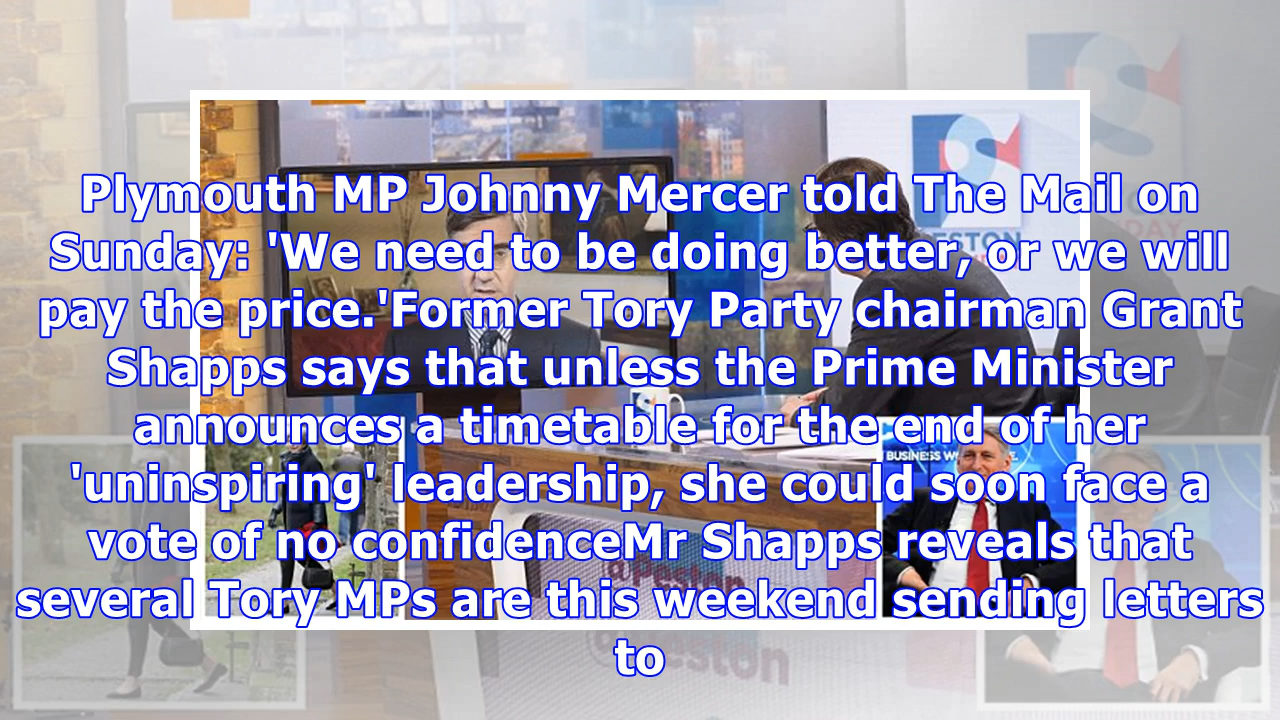 Plymouth MP Johnny Mercer told The Mail on
Sunday: 'We need to be doing better, or we will
pay the price.'Former Tory Party chairman Grant
Shapps says that unless the Prime Minister
announces a timetable for the end of her
'uninspiring' leadership, she could soon face a
vote of no confidenceMr Shapps reveals that
several Tory MPs are this weekend sending letters
to
@Peston
@Peston